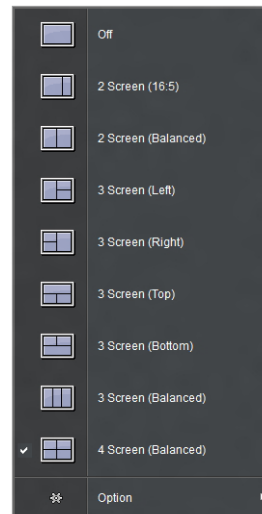 Off
2 Screen (16:5)
2 Screen (Balanced)
3 Screen (Left)
3 Screen (Right)
3 Screen (Top)
3 Screen (Bottom)
3 Screen (Balanced)
4 Screen (Balanced)
Option